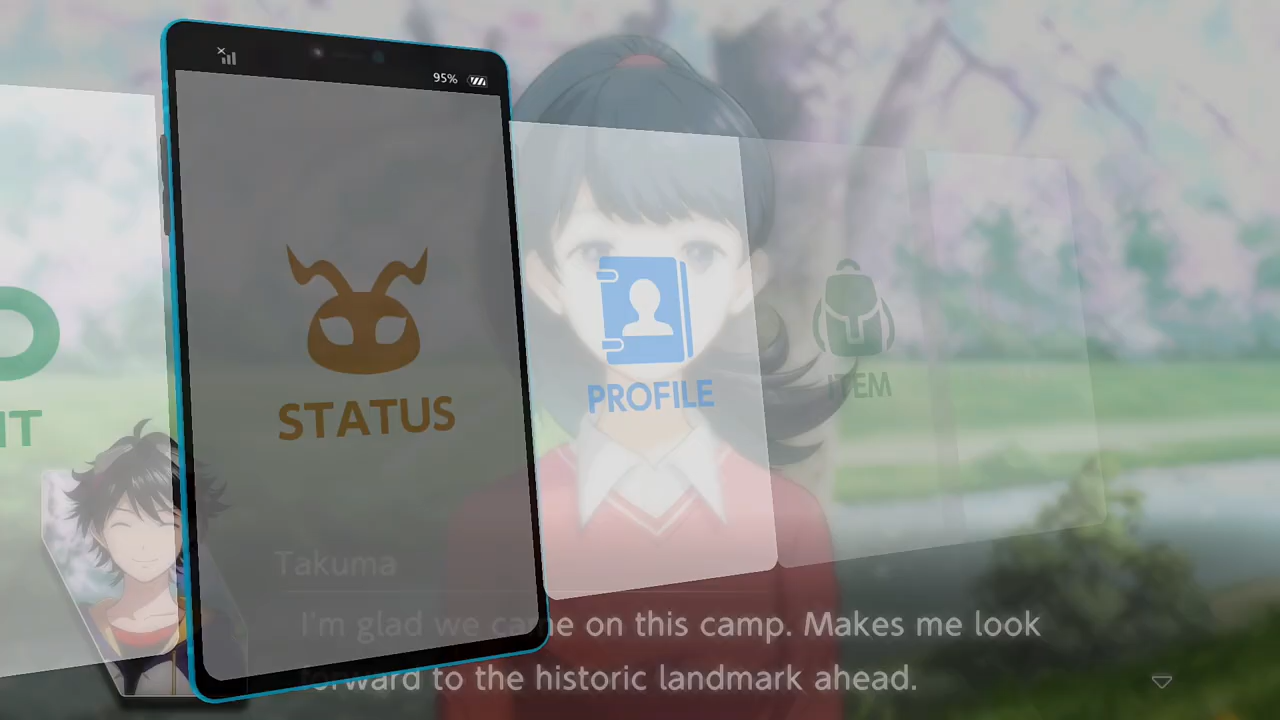 95%
IT
STATUS
PROFILE
ITEM
Takuma
I'm glad we came on this camp. Makes me look
forward to the historic landmark ahead.